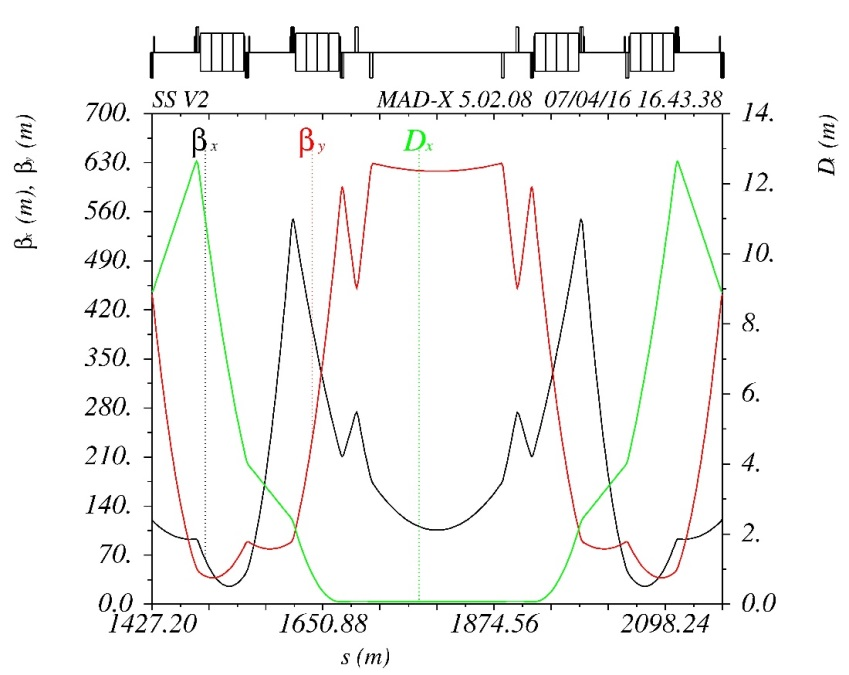 SS V2 MAD-X 5.02.08 07/04/16 16.43.38
700. 14.
βx βy Dx
630. 12.
560.
490. 10.
420.
8.
350.
6.
280.
210. 4.
140.
70. 2.
0.0 0.0
1427.20 1650.88 1874.56 2098.24
s (m)
βx (m), βy (m)
Dx (m)